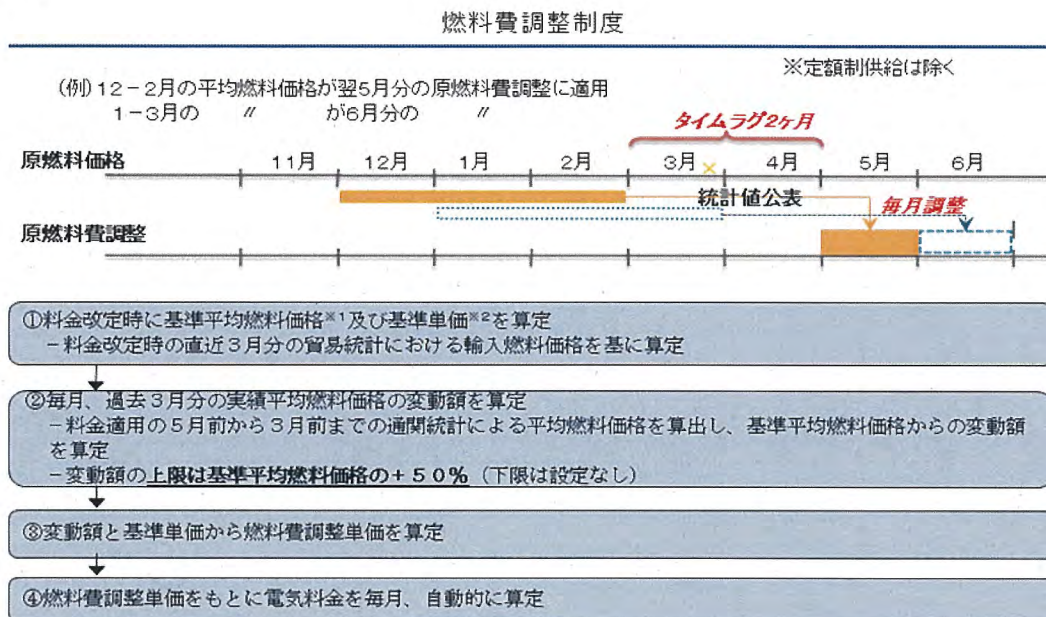 燃料費調整制度
※定額制供給は除く
(例)12-2月の平均燃料価格が翌5月分の原燃料費調整に適用
1-3月の 〃 が6月分の 〃
タイムラグ2ヶ月
原燃料価格
11月 12月 1月 2月 3月 4月 5月 6月
統計値公表
毎月調整
原燃料費調整
①料金改定時に基準平均燃料価格※1及び基準単価※2を算定
-料金改定時の直近3月分の貿易統計における輸入燃料価格を基に算定
②毎月、過去3月分の実績平均燃料価格の変動額を算定
-料金適用の5月前から3月前までの通関統計による平均燃料価格を算出し、基準平均燃料価格からの変動額
を算定
-変動額の上限は基準平均燃料価格の+50%(下限は設定なし)
③変動額と基準単価から燃料費調整単価を算定
④燃料費調整単価をもとに電気料金を毎月、自動的に算定